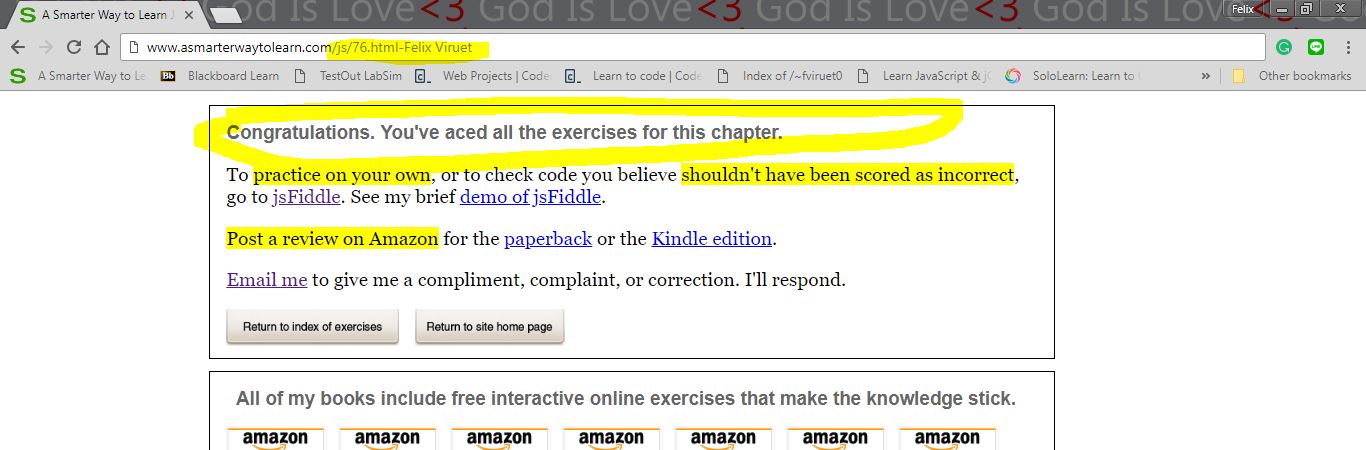 God Is Love<3 God Is Love<3 God Is Love<3
A Smarter Way to Learn J
Felix
www.asmarterwaytolearn.com/js/76.html-Felix Viruet
A Smarter Way to Le Bb Blackboard Learn TestOut LabSim Web Projects | Code Learn to code | Code Index of /~fviruet0 Learn JavaScript & j SoloLearn: Learn to » Other bookmarks
Congratulations. You've aced all the exercises for this chapter.
To practice on your own, or to check code you believe shouldn't have been scored as incorrect,
go to jsFiddle. See my brief demo of jsFiddle.
Post a review on Amazon for the paperback or the Kindle edition.
Email me to give me a compliment, complaint, or correction. I'll respond.
Return to index of exercises Return to site home page
All of my books include free interactive online exercises that make the knowledge stick.
amazon amazon amazon amazon amazon amazon amazon